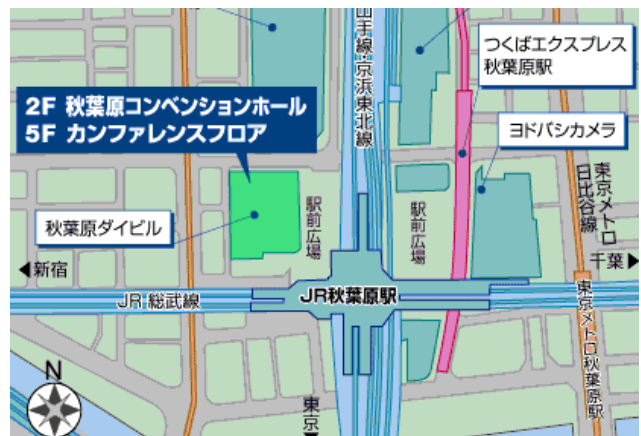 山手線・京浜東北線
つくばエクスプレス
秋葉原駅
2F 秋葉原コンベンションホール
5F カンファレンスフロア
ヨドバシカメラ
秋葉原ダイビル
駅前広場
駅前広場
東京メトロ
日比谷線
◀新宿
千葉▶
JR 総武線
JR秋葉原駅
東京メトロ秋葉原駅
N
東京▼